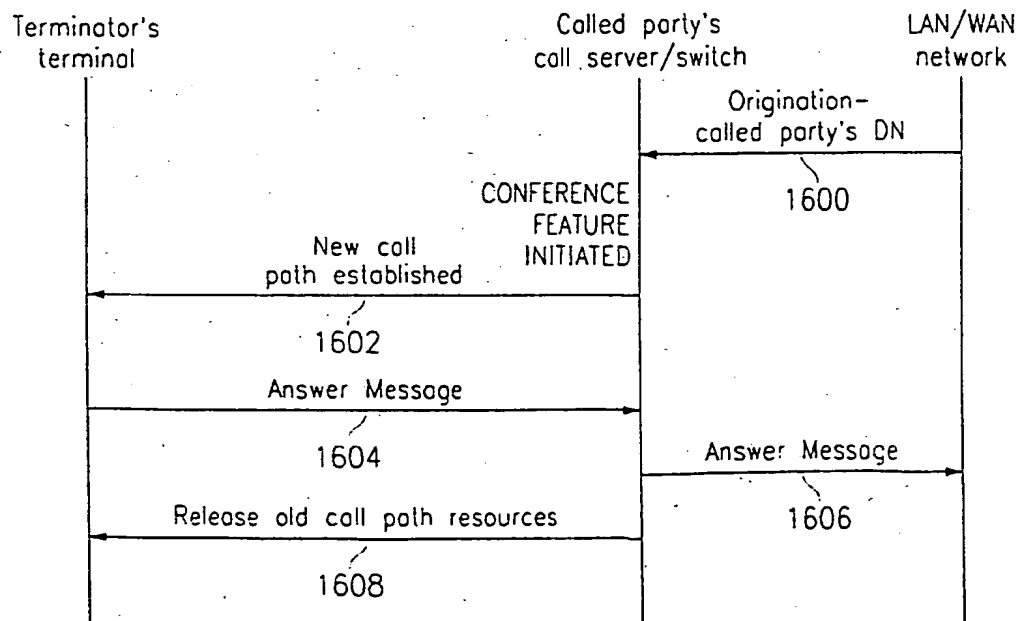 Terminator's
terminal
Called party's
call server/switch
LAN/WAN
network
Origination-
called party's DN
1600
CONFERENCE
FEATURE
INITIATED
New call
path established
1602
Answer Message
1604
Answer Message
1606
Release old call path resources
1608